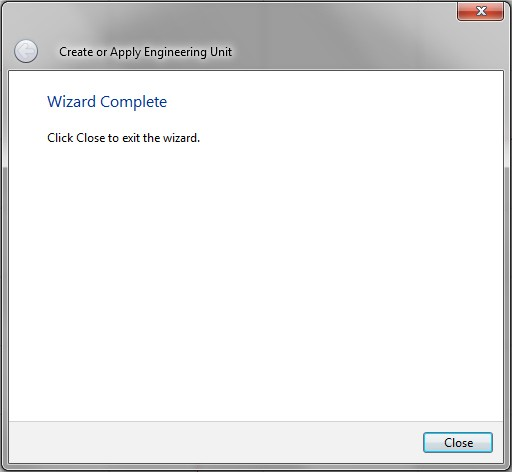 Create or Apply Engineering Unit
Wizard Complete
Click Close to exit the wizard.
Close